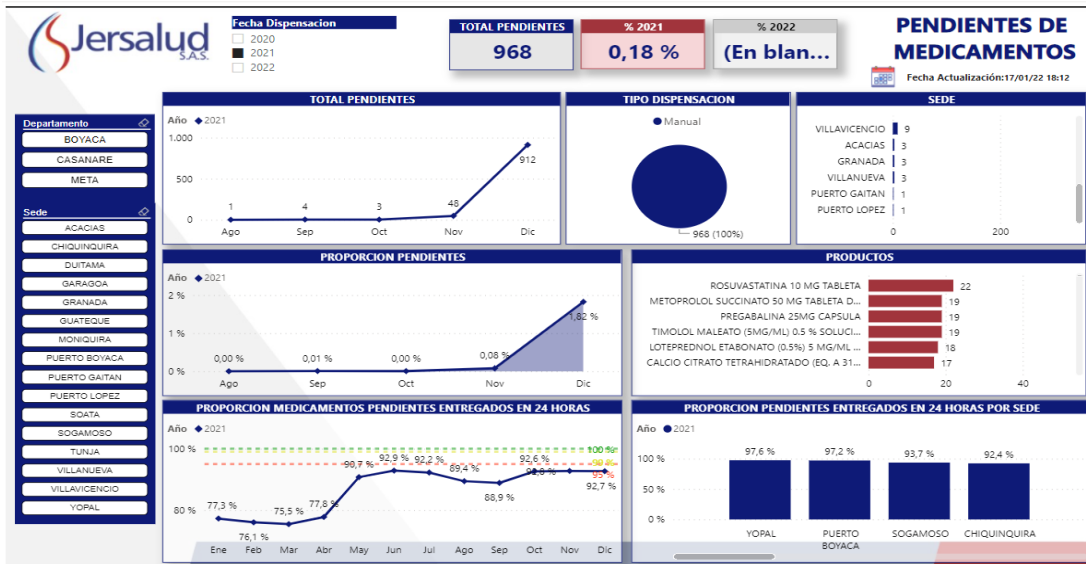 Jersalud
S.A.S.
Fecha Dispensacion
2020
2021
2022
TOTAL PENDIENTES
968
% 2021
0,18 %
% 2022
(En blan...
PENDIENTES DE
MEDICAMENTOS
Fecha Actualización:17/01/22 18:12
Departamento
BOYACA
CASANARE
META
Sede
ACACIAS
CHIQUINQUIRA
DUITAMA
GARAGOA
GRANADA
GUATEQUE
MONIQUIRA
PUERTO BOYACA
PUERTO GAITAN
PUERTO LOPEZ
SOATA
SOGAMOSO
TUNJA
VILLANUEVA
VILLAVICENCIO
YOPAL
TOTAL PENDIENTES
Año 2021
1.000
500
0
1 4 3 48 912
Ago Sep Oct Nov Dic
TIPO DISPENSACION
Manual
968 (100%)
SEDE
VILLAVICENCIO 9
ACACIAS 3
GRANADA 3
VILLANUEVA 3
PUERTO GAITAN 1
PUERTO LOPEZ 1
0 200
PROPORCION PENDIENTES
Año 2021
2 %
1 %
0 %
0,00 % 0,01 % 0,00 % 0,08 % 1,82 %
Ago Sep Oct Nov Dic
PRODUCTOS
ROSUVASTATINA 10 MG TABLETA 22
METOPROLOL SUCCINATO 50 MG TABLETA D... 19
PREGABALINA 25MG CAPSULA 19
TIMOLOL MALEATO (5MG/ML) 0.5 % SOLUCI... 19
LOTEPREDNOL ETABONATO (0.5%) 5 MG/ML ... 18
CALCIO CITRATO TETRAHIDRATADO (EQ. A 31... 17
0 20 40
PROPORCION MEDICAMENTOS PENDIENTES ENTREGADOS EN 24 HORAS
Año 2021
100 %
80 %
100 %
95 %
77,3 % 76,1 % 75,5 % 77,8 % 90,7 % 92,9 % 92,2 % 89,4 % 88,9 % 92,6 % 92,7 %
Ene Feb Mar Abr May Jun Jul Ago Sep Oct Nov Dic
PROPORCION PENDIENTES ENTREGADOS EN 24 HORAS POR SEDE
Año 2021
100 %
50 %
0 %
97,6 % 97,2 % 93,7 % 92,4 %
YOPAL PUERTO BOYACA SOGAMOSO CHIQUINQUIRA